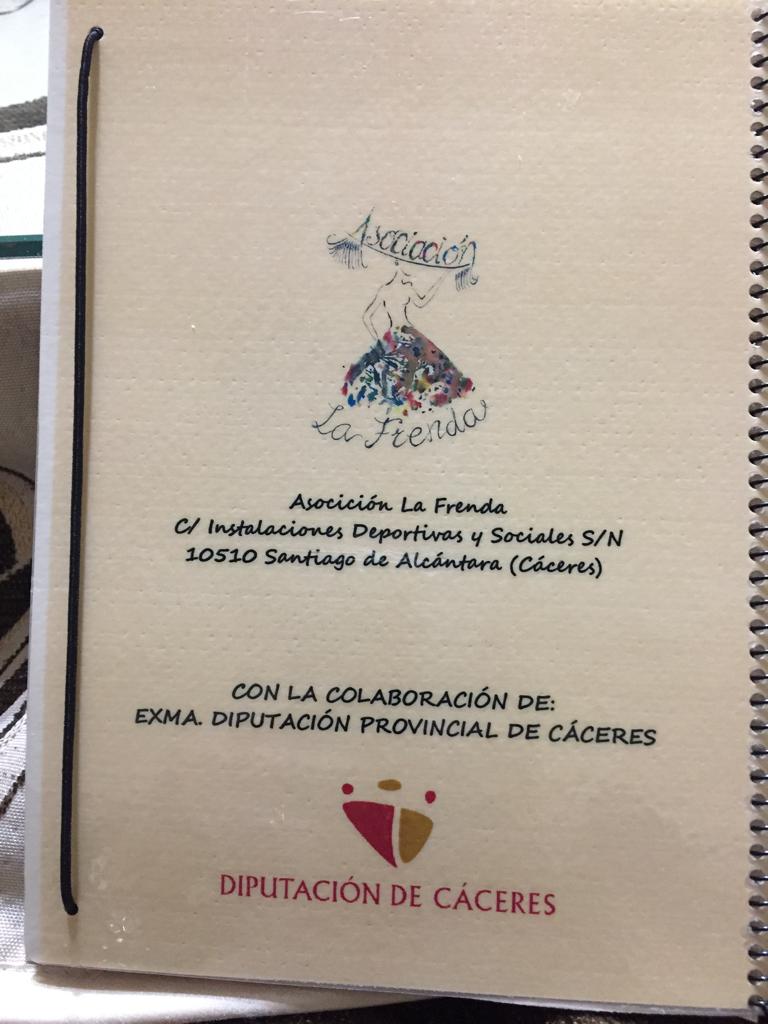 Asociación
La Frenda
Asocición La Frenda
C/ Instalaciones Deportivas y Sociales S/N
10510 Santiago de Alcántara (Cáceres)
CON LA COLABORACIÓN DE:
EXMA. DIPUTACIÓN PROVINCIAL DE CÁCERES
DIPUTACIÓN DE CÁCERES